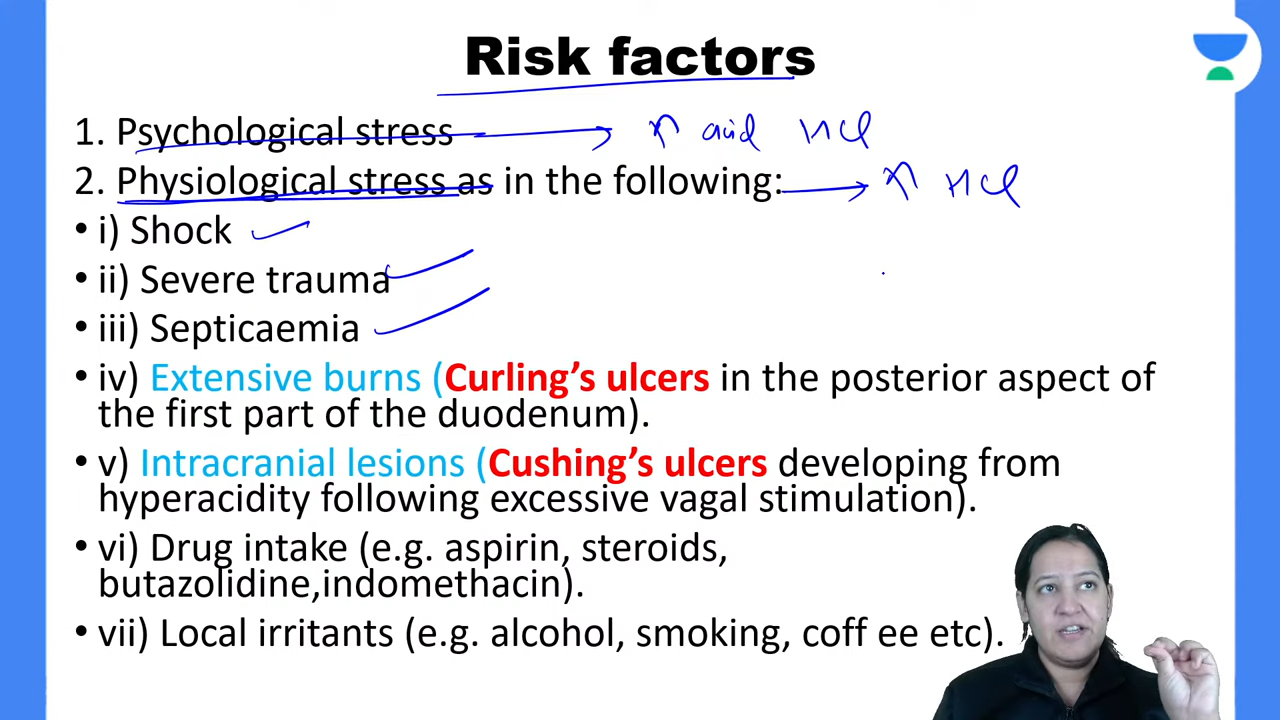 Risk factors
1. Psychological stress → ↑ acid HCl
2. Physiological stress as in the following: → ↑ HCl
• i) Shock
• ii) Severe trauma
• iii) Septicaemia
• iv) Extensive burns (Curling’s ulcers in the posterior aspect of
the first part of the duodenum).
• v) Intracranial lesions (Cushing’s ulcers developing from
hyperacidity following excessive vagal stimulation).
• vi) Drug intake (e.g. aspirin, steroids,
butazolidine,indomethacin).
• vii) Local irritants (e.g. alcohol, smoking, coff ee etc).